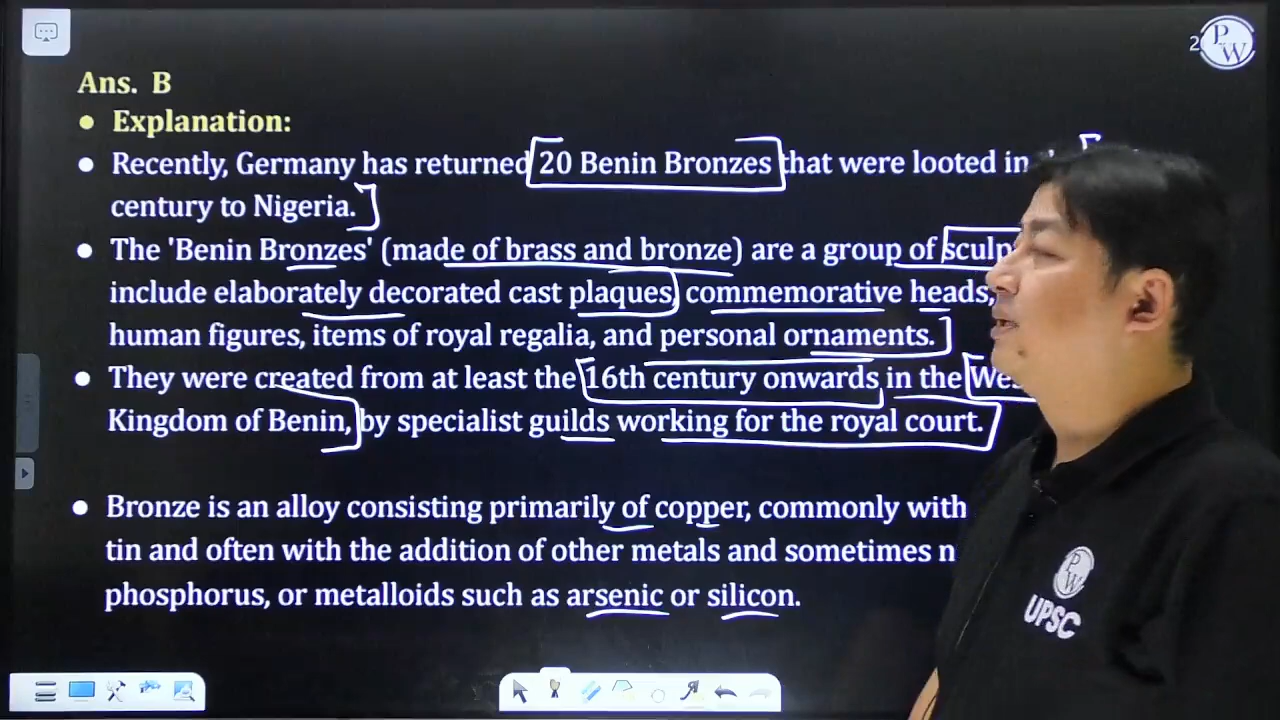 2
PW
Ans. B
• Explanation:
• Recently, Germany has returned 20 Benin Bronzes that were looted in
century to Nigeria.
• The 'Benin Bronzes' (made of brass and bronze) are a group of
include elaborately decorated cast plaques, commemorative heads,
human figures, items of royal regalia, and personal ornaments.
• They were created from at least the 16th century onwards in the
Kingdom of Benin, by specialist guilds working for the royal court.
• Bronze is an alloy consisting primarily of copper, commonly with
tin and often with the addition of other metals and sometimes
phosphorus, or metalloids such as arsenic or silicon.
PW
UPSC